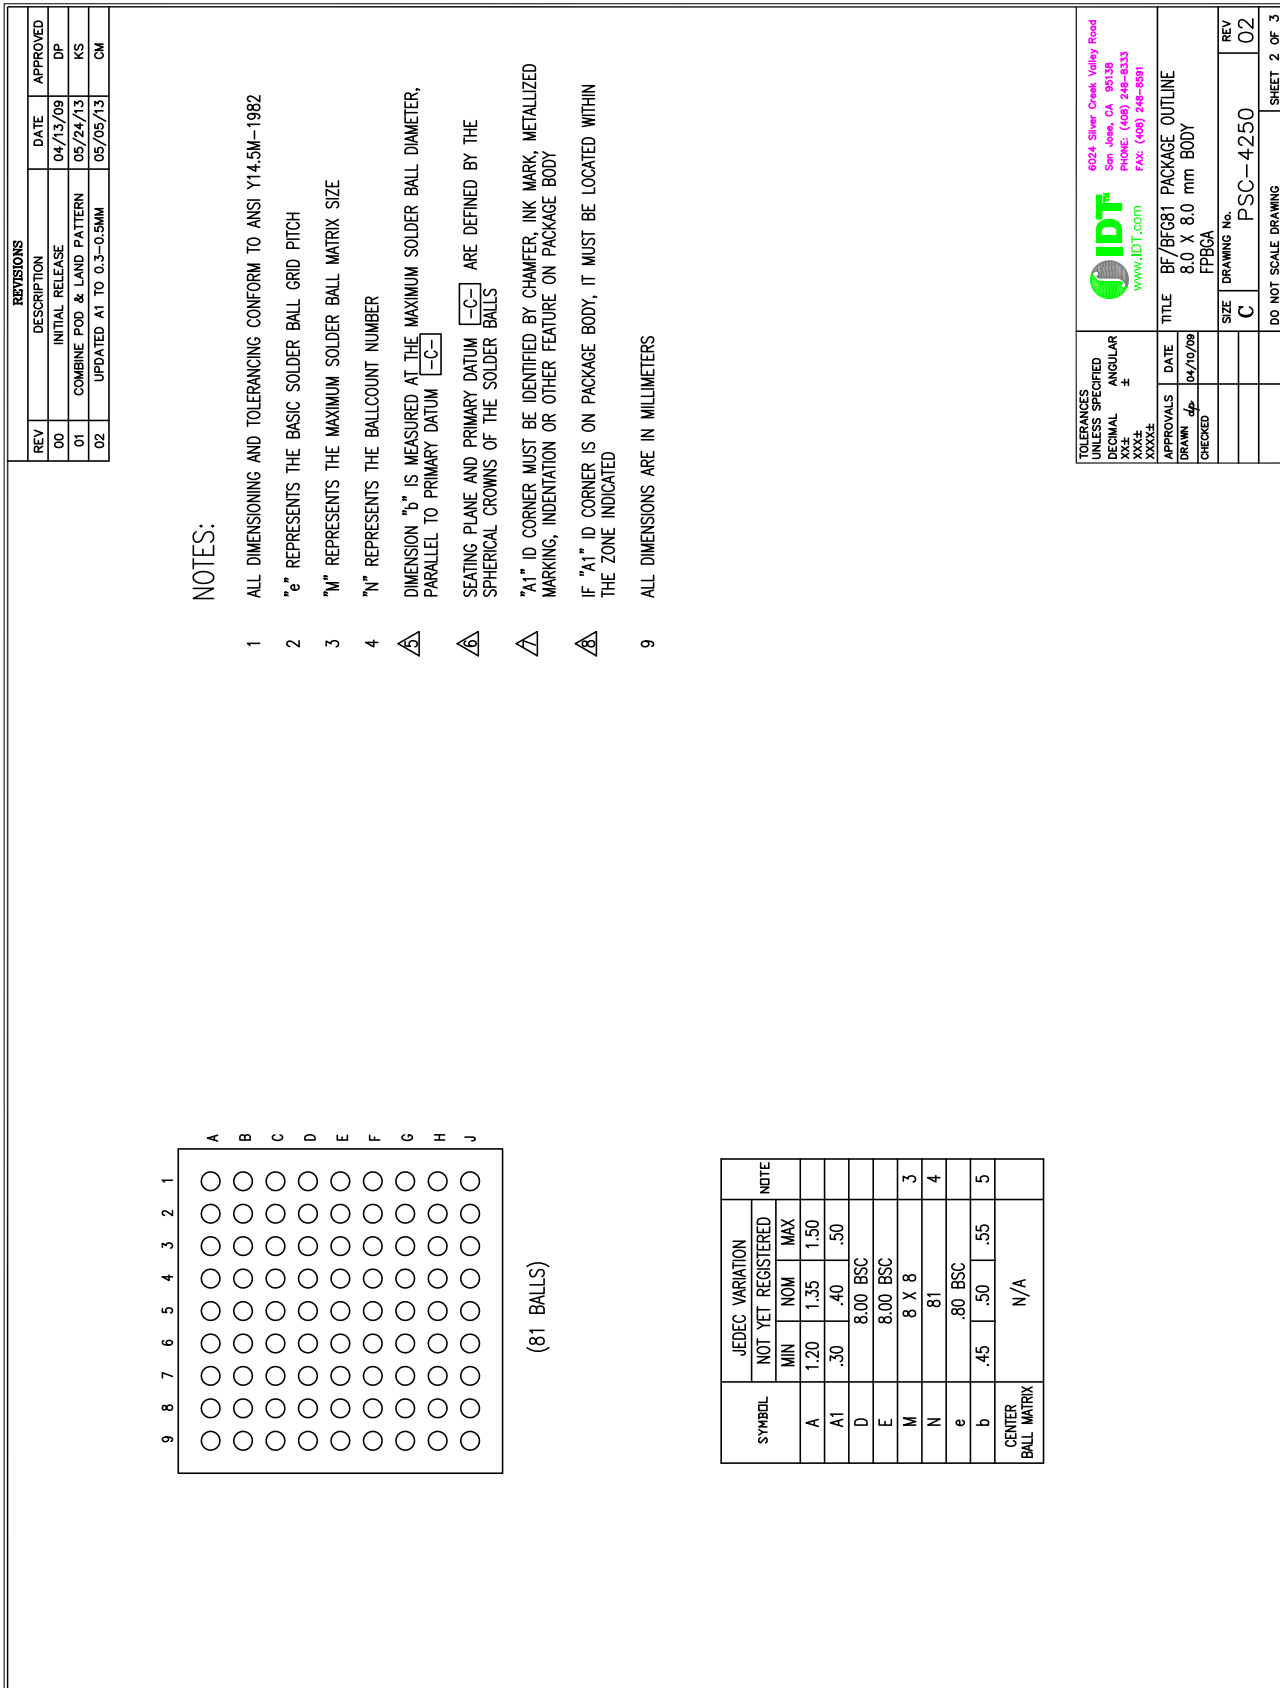 REVISIONS
REV DESCRIPTION DATE APPROVED
00 INITIAL RELEASE 04/13/09 DP
01 COMBINE POD & LAND PATTERN 05/24/13 KS
02 UPDATED A1 TO 0.3-0.5MM 05/05/13 CM
9 8 7 6 5 4 3 2 1
A
B
C
D
E
F
G
H
J
(81 BALLS)
NOTES:
1 ALL DIMENSIONING AND TOLERANCING CONFORM TO ANSI Y14.5M-1982
2 "e" REPRESENTS THE BASIC SOLDER BALL GRID PITCH
3 "M" REPRESENTS THE MAXIMUM SOLDER BALL MATRIX SIZE
4 "N" REPRESENTS THE BALLCOUNT NUMBER
5 DIMENSION "b" IS MEASURED AT THE MAXIMUM SOLDER BALL DIAMETER,
PARALLEL TO PRIMARY DATUM -C-
6 SEATING PLANE AND PRIMARY DATUM -C- ARE DEFINED BY THE
SPHERICAL CROWNS OF THE SOLDER BALLS
7 "A1" ID CORNER MUST BE IDENTIFIED BY CHAMFER, INK MARK, METALLIZED
MARKING, INDENTATION OR OTHER FEATURE ON PACKAGE BODY
8 IF "A1" ID CORNER IS ON PACKAGE BODY, IT MUST BE LOCATED WITHIN
THE ZONE INDICATED
9 ALL DIMENSIONS ARE IN MILLIMETERS
SYMBOL JEDEC VARIATION NOTE
NOT YET REGISTERED
MIN NOM MAX
A 1.20 1.35 1.50
A1 .30 .40 .50
D 8.00 BSC
E 8.00 BSC
M 8 X 8 3
N 81 4
e .80 BSC
b .45 .50 .55 5
CENTER
BALL MATRIX N/A
TOLERANCES
UNLESS SPECIFIED
DECIMAL ANGULAR
XX± ±
XXX±
XXXX±
IDT™
www.IDT.com
6024 Silver Creek Valley Road
San Jose, CA 95138
PHONE: (408) 248-8333
FAX: (408) 248-8591
APPROVALS DATE
DRAWN dp 04/10/09
CHECKED
TITLE BF/BFG81 PACKAGE OUTLINE
8.0 X 8.0 mm BODY
FPBGA
SIZE DRAWING No. REV
C PSC-4250 02
DO NOT SCALE DRAWING SHEET 2 OF 3